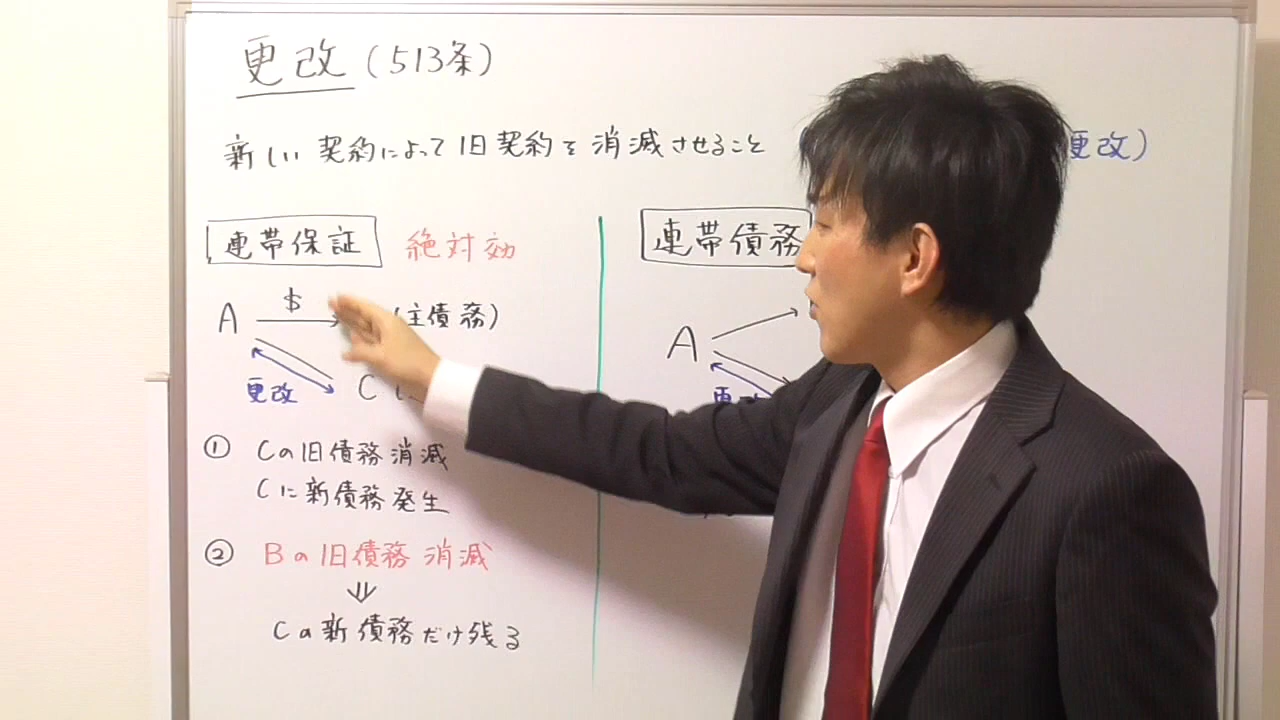 更改(513条)
新しい契約によって旧契約を消滅させること
更改)
連帯保証
絶対効
A
$
(主債務)
更改
C
① Cの旧債務消滅
Cに新債務発生
② Bの旧債務消滅
⇓
Cの新債務だけ残る
連帯債務
A
更改